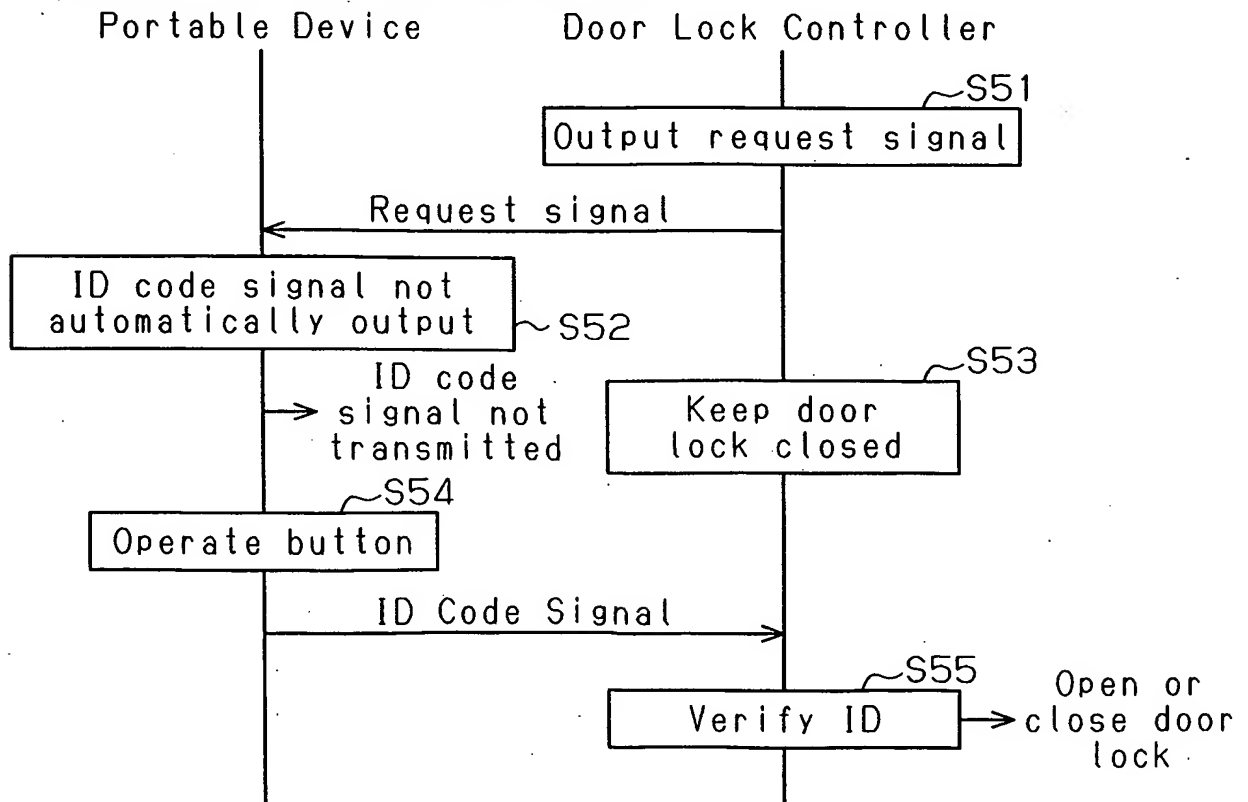 Portable Device
Door Lock Controller
S51
Output request signal
Request signal
ID code signal not
automatically output
S52
S53
ID code
signal not
transmitted
Keep door
lock closed
S54
Operate button
ID Code Signal
S55
Verify ID
Open or
close door
lock